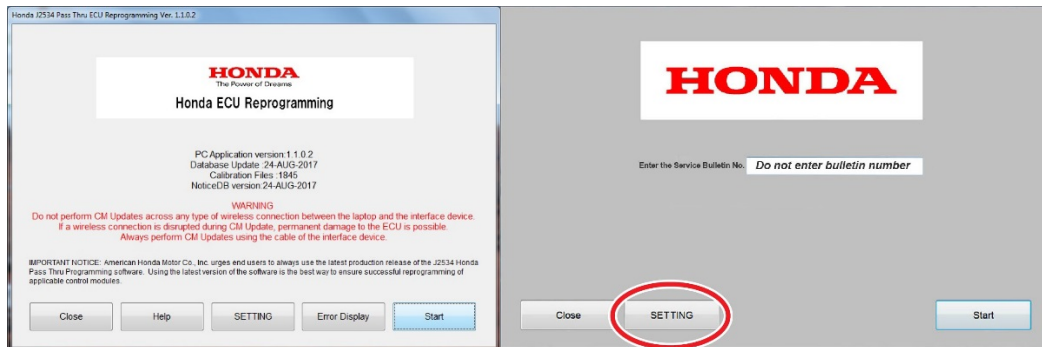 Honda J2534 Pass Thru ECU Reprogramming Ver. 1.1.0.2
HONDA
The Power of Dreams
Honda ECU Reprogramming
PC Application version:1.1.0.2
Database Update :24-AUG-2017
Calibration Files :1845
NoticeDB version:24-AUG-2017
WARNING
Do not perform CM Updates across any type of wireless connection between the laptop and the interface device.
If a wireless connection is disrupted during CM Update, permanent damage to the ECU is possible.
Always perform CM Updates using the cable of the interface device.
IMPORTANT NOTICE: American Honda Motor Co., Inc. urges end users to always use the latest production release of the J2534 Honda
Pass Thru Programming software. Using the latest version of the software is the best way to ensure successful reprogramming of
applicable control modules.
Close Help SETTING Error Display Start
HONDA
Enter the Service Bulletin No. Do not enter bulletin number
Close SETTING Start